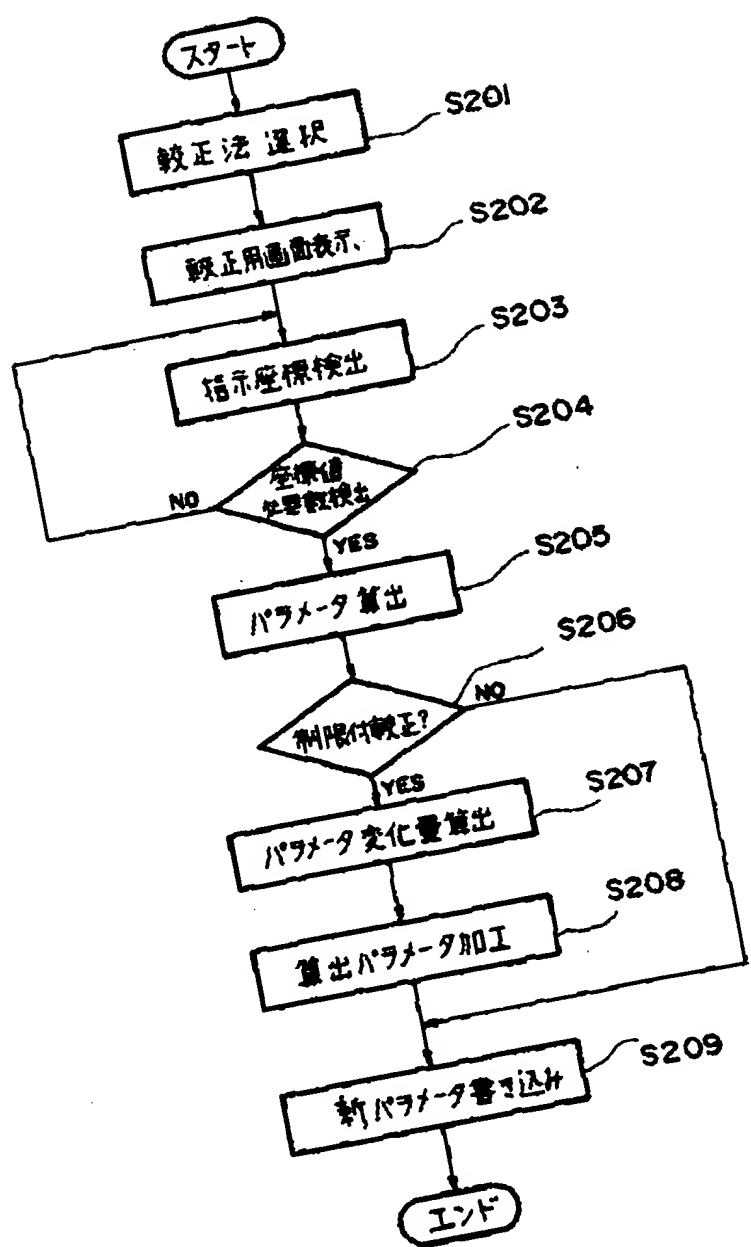 スタート
較正法 選択
S201
較正用画面表示
S202
指示座標検出
S203
座標値
必要数検出
S204
NO
YES
パラメータ算出
S205
制限付較正?
S206
NO
YES
パラメータ変化量算出
S207
算出パラメータ加工
S208
新パラメータ書き込み
S209
エンド